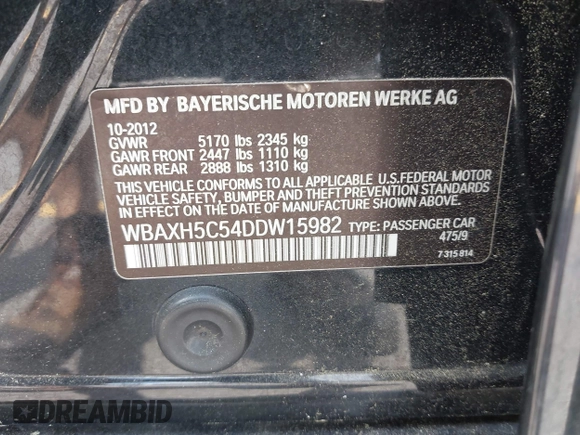 MFD BY BAYERISCHE MOTOREN WERKE AG
10-2012
GVWR 5170 lbs 2345 kg
GAWR FRONT 2447 lbs 1110 kg
GAWR REAR 2888 lbs 1310 kg
THIS VEHICLE CONFORMS TO ALL APPLICABLE U.S.FEDERAL MOTOR
VEHICLE SAFETY, BUMPER, AND THEFT PREVENTION STANDARDS
IN EFFECT ON THE DATE OF MANUFACTURE SHOWN ABOVE.
WBAXH5C54DDW15982 TYPE: PASSENGER CAR
475/9
7 315 814
DREAMBID